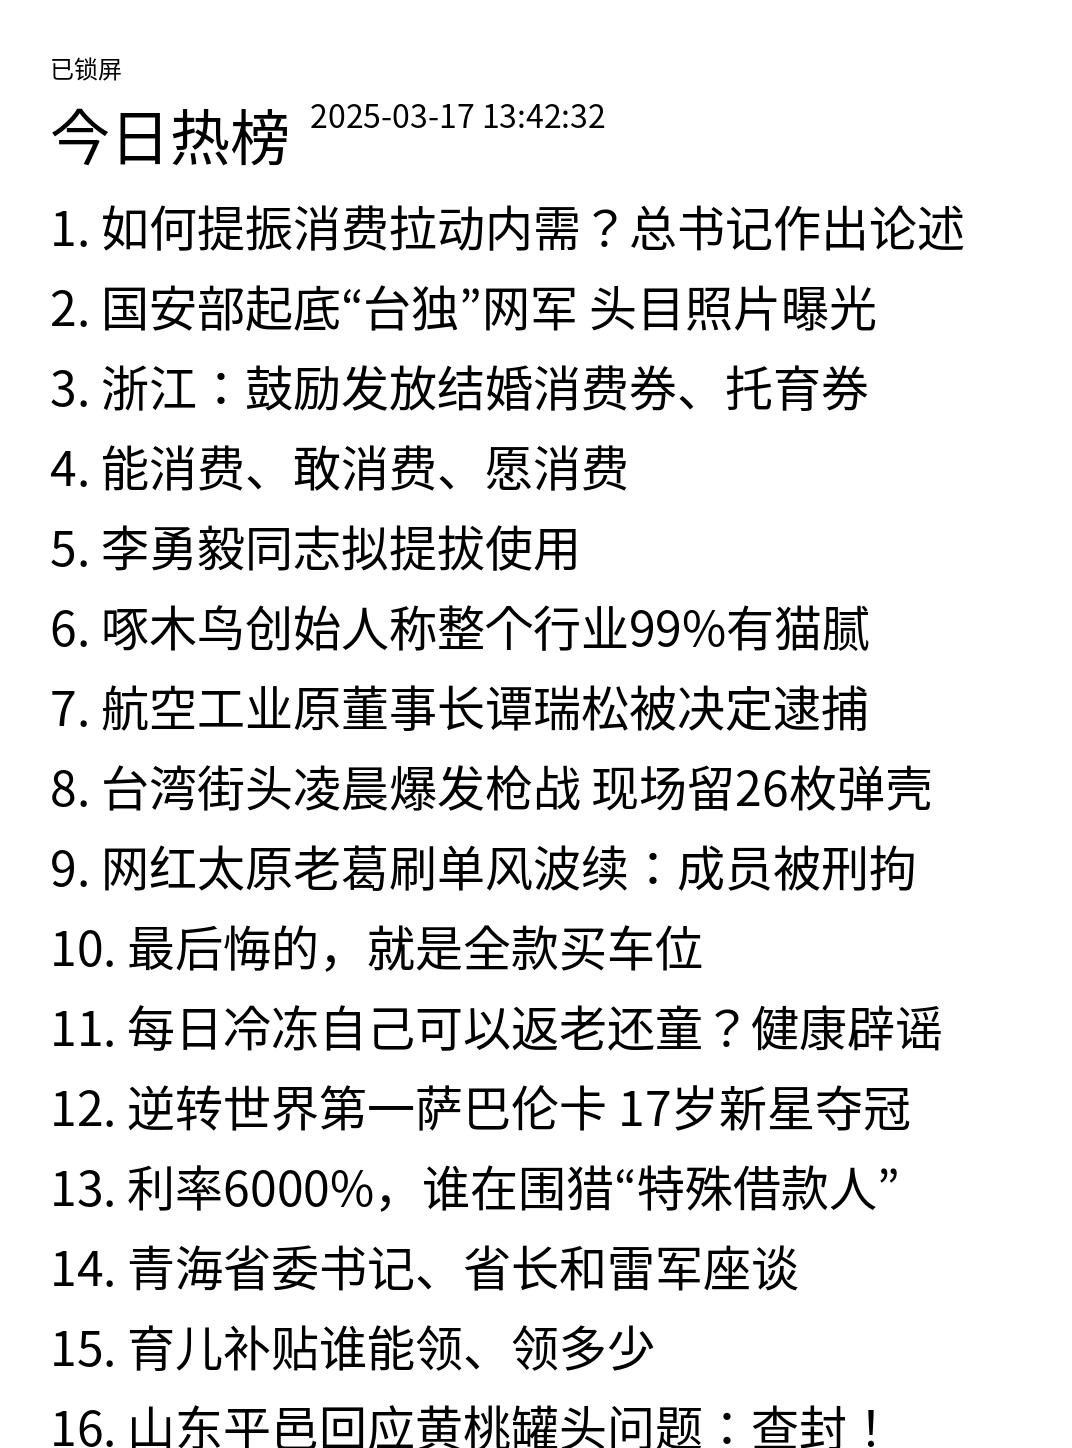 已锁屏
今日热榜 2025-03-17 13:42:32
1. 如何提振消费拉动内需？总书记作出论述
2. 国安部起底“台独”网军 头目照片曝光
3. 浙江：鼓励发放结婚消费券、托育券
4. 能消费、敢消费、愿消费
5. 李勇毅同志拟提拔使用
6. 啄木鸟创始人称整个行业99%有猫腻
7. 航空工业原董事长谭瑞松被决定逮捕
8. 台湾街头凌晨爆发枪战 现场留26枚弹壳
9. 网红太原老葛刷单风波续：成员被刑拘
10. 最后悔的，就是全款买车位
11. 每日冷冻自己可以返老还童？健康辟谣
12. 逆转世界第一萨巴伦卡 17岁新星夺冠
13. 利率6000%，谁在围猎“特殊借款人”
14. 青海省委书记、省长和雷军座谈
15. 育儿补贴谁能领、领多少
16. 山东平邑回应黄桃罐头问题：查封！